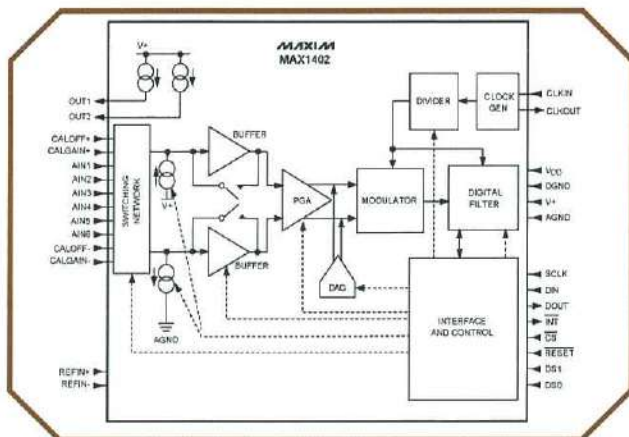 MAXIM
MAX1402
V+
OUT1
OUT2
CALOFF+
CALGAIN+
AIN1
AIN2
AIN3
AIN4
AIN5
AIN6
CALOFF-
CALGAIN-
REFIN+
REFIN-
SWITCHING NETWORK
V+
AGND
BUFFER
BUFFER
PGA
DAC
MODULATOR
DIVIDER
CLOCK
GEN
DIGITAL
FILTER
INTERFACE
AND CONTROL
CLKIN
CLKOUT
VDD
DGND
V+
AGND
SCLK
DIN
DOUT
INT
CS
RESET
DS1
DS0